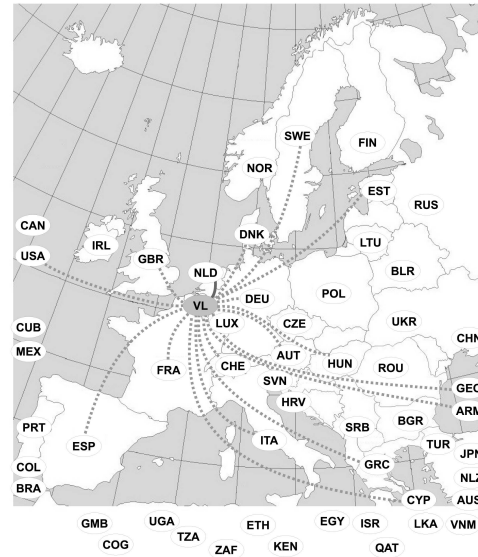 SWE
FIN
NOR
EST
RUS
CAN
DNK
IRL
LTU
USA
GBR
NLD
BLR
DEU
POL
VL
CUB
LUX
CZE
UKR
CHN
MEX
AUT
FRA
CHE
HUN
ROU
SVN
GEO
HRV
ARM
PRT
SRB
BGR
ESP
ITA
TUR
JPN
COL
GRC
NLZ
BRA
CYP
AUS
GMB
UGA
ETH
EGY
ISR
LKA
VNM
COG
TZA
ZAF
KEN
QAT